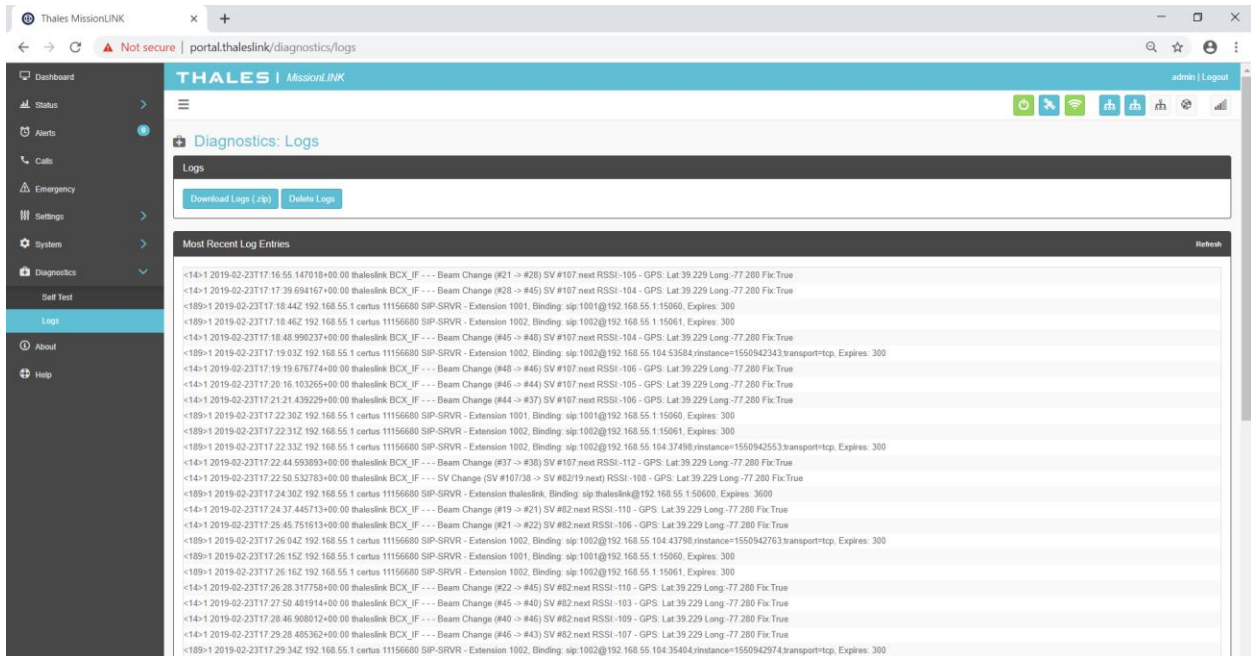 Thales MissionLINK
Not secure | portal.thaleslink/diagnostics/logs
Dashboard
THALES | MissionLINK
admin | Logout
Status
Alerts
0
Diagnostics: Logs
Calls
Logs
Emergency
Download Logs (.zip)
Delete Logs
Settings
System
Most Recent Log Entries
Refresh
Diagnostics
Self Test
Logs
About
Help
<14>1 2019-02-23T17:16:55.147018+00:00 thaleslink BCX_IF - - - Beam Change (#21 -> #28) SV #107:next RSSI:-105 - GPS: Lat:39.229 Long:-77.280 Fix:True
<14>1 2019-02-23T17:17:39.694167+00:00 thaleslink BCX_IF - - - Beam Change (#28 -> #45) SV #107:next RSSI:-104 - GPS: Lat:39.229 Long:-77.280 Fix:True
<189>1 2019-02-23T17:18:44Z 192.168.55.1 certus 11156680 SIP-SRVR - Extension 1001, Binding: sip:1001@192.168.55.1:15060, Expires: 300
<189>1 2019-02-23T17:18:46Z 192.168.55.1 certus 11156680 SIP-SRVR - Extension 1002, Binding: sip:1002@192.168.55.1:15061, Expires: 300
<14>1 2019-02-23T17:18:48.990237+00:00 thaleslink BCX_IF - - - Beam Change (#45 -> #48) SV #107:next RSSI:-104 - GPS: Lat:39.229 Long:-77.280 Fix:True
<189>1 2019-02-23T17:19:03Z 192.168.55.1 certus 11156680 SIP-SRVR - Extension 1002, Binding: sip:1002@192.168.55.104:53584;rinstance=1550942343;transport=tcp, Expires: 300
<14>1 2019-02-23T17:19:19.676774+00:00 thaleslink BCX_IF - - - Beam Change (#48 -> #46) SV #107:next RSSI:-106 - GPS: Lat:39.229 Long:-77.280 Fix:True
<14>1 2019-02-23T17:20:16.103265+00:00 thaleslink BCX_IF - - - Beam Change (#46 -> #44) SV #107:next RSSI:-105 - GPS: Lat:39.229 Long:-77.280 Fix:True
<14>1 2019-02-23T17:21:21.439229+00:00 thaleslink BCX_IF - - - Beam Change (#44 -> #37) SV #107:next RSSI:-106 - GPS: Lat:39.229 Long:-77.280 Fix:True
<189>1 2019-02-23T17:22:30Z 192.168.55.1 certus 11156680 SIP-SRVR - Extension 1001, Binding: sip:1001@192.168.55.1:15060, Expires: 300
<189>1 2019-02-23T17:22:31Z 192.168.55.1 certus 11156680 SIP-SRVR - Extension 1002, Binding: sip:1002@192.168.55.1:15061, Expires: 300
<189>1 2019-02-23T17:22:33Z 192.168.55.1 certus 11156680 SIP-SRVR - Extension 1002, Binding: sip:1002@192.168.55.104:37498;rinstance=1550942553;transport=tcp, Expires: 300
<14>1 2019-02-23T17:22:44.593893+00:00 thaleslink BCX_IF - - - Beam Change (#37 -> #38) SV #107:next RSSI:-112 - GPS: Lat:39.229 Long:-77.280 Fix:True
<14>1 2019-02-23T17:22:50.532783+00:00 thaleslink BCX_IF - - - SV Change (SV #107/38 -> SV #82/19:next) RSSI:-108 - GPS: Lat:39.229 Long:-77.280 Fix:True
<189>1 2019-02-23T17:24:30Z 192.168.55.1 certus 11156680 SIP-SRVR - Extension thaleslink, Binding: sip:thaleslink@192.168.55.1:50600, Expires: 3600
<14>1 2019-02-23T17:24:37.445713+00:00 thaleslink BCX_IF - - - Beam Change (#19 -> #21) SV #82:next RSSI:-110 - GPS: Lat:39.229 Long:-77.280 Fix:True
<14>1 2019-02-23T17:25:45.751613+00:00 thaleslink BCX_IF - - - Beam Change (#21 -> #22) SV #82:next RSSI:-106 - GPS: Lat:39.229 Long:-77.280 Fix:True
<189>1 2019-02-23T17:26:04Z 192.168.55.1 certus 11156680 SIP-SRVR - Extension 1002, Binding: sip:1002@192.168.55.104:43798;rinstance=1550942763;transport=tcp, Expires: 300
<189>1 2019-02-23T17:26:15Z 192.168.55.1 certus 11156680 SIP-SRVR - Extension 1001, Binding: sip:1001@192.168.55.1:15060, Expires: 300
<189>1 2019-02-23T17:26:16Z 192.168.55.1 certus 11156680 SIP-SRVR - Extension 1002, Binding: sip:1002@192.168.55.1:15061, Expires: 300
<14>1 2019-02-23T17:26:28.317758+00:00 thaleslink BCX_IF - - - Beam Change (#22 -> #45) SV #82:next RSSI:-110 - GPS: Lat:39.229 Long:-77.280 Fix:True
<14>1 2019-02-23T17:27:50.481914+00:00 thaleslink BCX_IF - - - Beam Change (#45 -> #40) SV #82:next RSSI:-103 - GPS: Lat:39.229 Long:-77.280 Fix:True
<14>1 2019-02-23T17:28:46.908012+00:00 thaleslink BCX_IF - - - Beam Change (#40 -> #46) SV #82:next RSSI:-109 - GPS: Lat:39.229 Long:-77.280 Fix:True
<14>1 2019-02-23T17:29:28.485362+00:00 thaleslink BCX_IF - - - Beam Change (#46 -> #43) SV #82:next RSSI:-107 - GPS: Lat:39.229 Long:-77.280 Fix:True
<189>1 2019-02-23T17:29:34Z 192.168.55.1 certus 11156680 SIP-SRVR - Extension 1002, Binding: sip:1002@192.168.55.104:35404;rinstance=1550942974;transport=tcp, Expires: 300